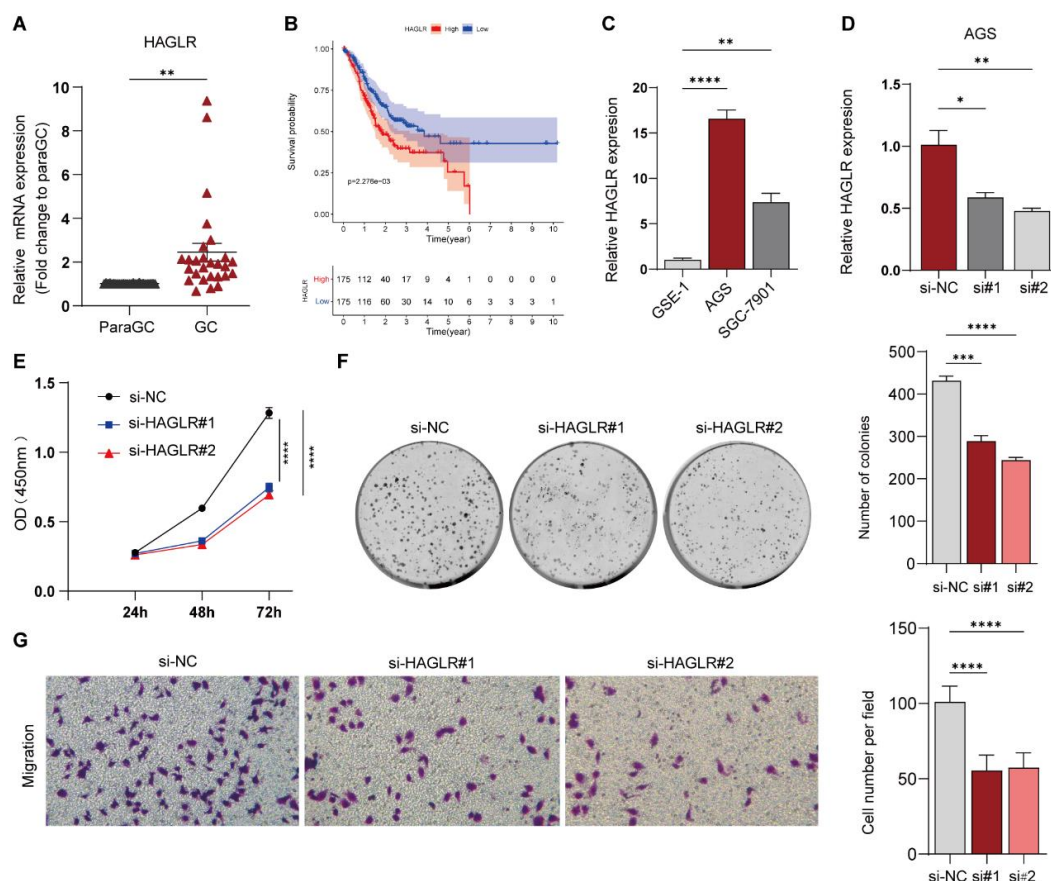 A
HAGLR
**
Relative mRNA expression
(Fold change to paraGC)
10
8
6
4
2
0
ParaGC
GC
B
HAGLR High Low
Survival probability
1.00
0.75
0.50
0.25
0.00
p=2.276e-03
0 1 2 3 4 5 6 7 8 9 10
Time(year)
HAGLR
High 175 112 40 17 9 4 1 0 0 0 0
Low 175 116 60 30 14 10 6 3 3 3 1
0 1 2 3 4 5 6 7 8 9 10
Time(year)
C
**
****
Relative HAGLR expresion
20
15
10
5
0
GSE-1
AGS
SGC-7901
D
AGS
**
*
Relative HAGLR expresion
1.5
1.0
0.5
0.0
si-NC si#1 si#2
E
si-NC
si-HAGLR#1
si-HAGLR#2
OD（450nm）
1.5
1.0
0.5
0.0
****
****
24h 48h 72h
F
si-NC
si-HAGLR#1
si-HAGLR#2
****
***
Number of colonies
500
400
300
200
100
0
si-NC si#1 si#2
G
si-NC
si-HAGLR#1
si-HAGLR#2
Migration
****
****
Cell number per field
150
100
50
0
si-NC si#1 si#2